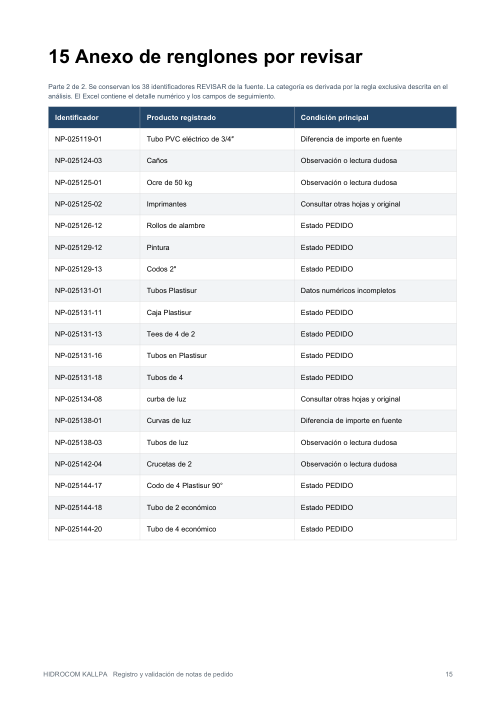 15 Anexo de renglones por revisar
Parte 2 de 2. Se conservan los 38 identificadores REVISAR de la fuente. La categoría es derivada por la regla exclusiva descrita en el
análisis. El Excel contiene el detalle numérico y los campos de seguimiento.
Identificador Producto registrado Condición principal
NP-025119-01 Tubo PVC eléctrico de 3/4" Diferencia de importe en fuente
NP-025124-03 Caños Observación o lectura dudosa
NP-025125-01 Ocre de 50 kg Observación o lectura dudosa
NP-025125-02 Imprimantes Consultar otras hojas y original
NP-025126-12 Rollos de alambre Estado PEDIDO
NP-025129-12 Pintura Estado PEDIDO
NP-025129-13 Codos 2" Estado PEDIDO
NP-025131-01 Tubos Plastisur Datos numéricos incompletos
NP-025131-11 Caja Plastisur Estado PEDIDO
NP-025131-13 Tees de 4 de 2 Estado PEDIDO
NP-025131-16 Tubos en Plastisur Estado PEDIDO
NP-025131-18 Tubos de 4 Estado PEDIDO
NP-025134-08 curba de luz Consultar otras hojas y original
NP-025138-01 Curvas de luz Diferencia de importe en fuente
NP-025138-03 Tubos de luz Observación o lectura dudosa
NP-025142-04 Crucetas de 2 Observación o lectura dudosa
NP-025144-17 Codo de 4 Plastisur 90° Estado PEDIDO
NP-025144-18 Tubo de 2 económico Estado PEDIDO
NP-025144-20 Tubo de 4 económico Estado PEDIDO
HIDROCOM KALLPA Registro y validación de notas de pedido 15